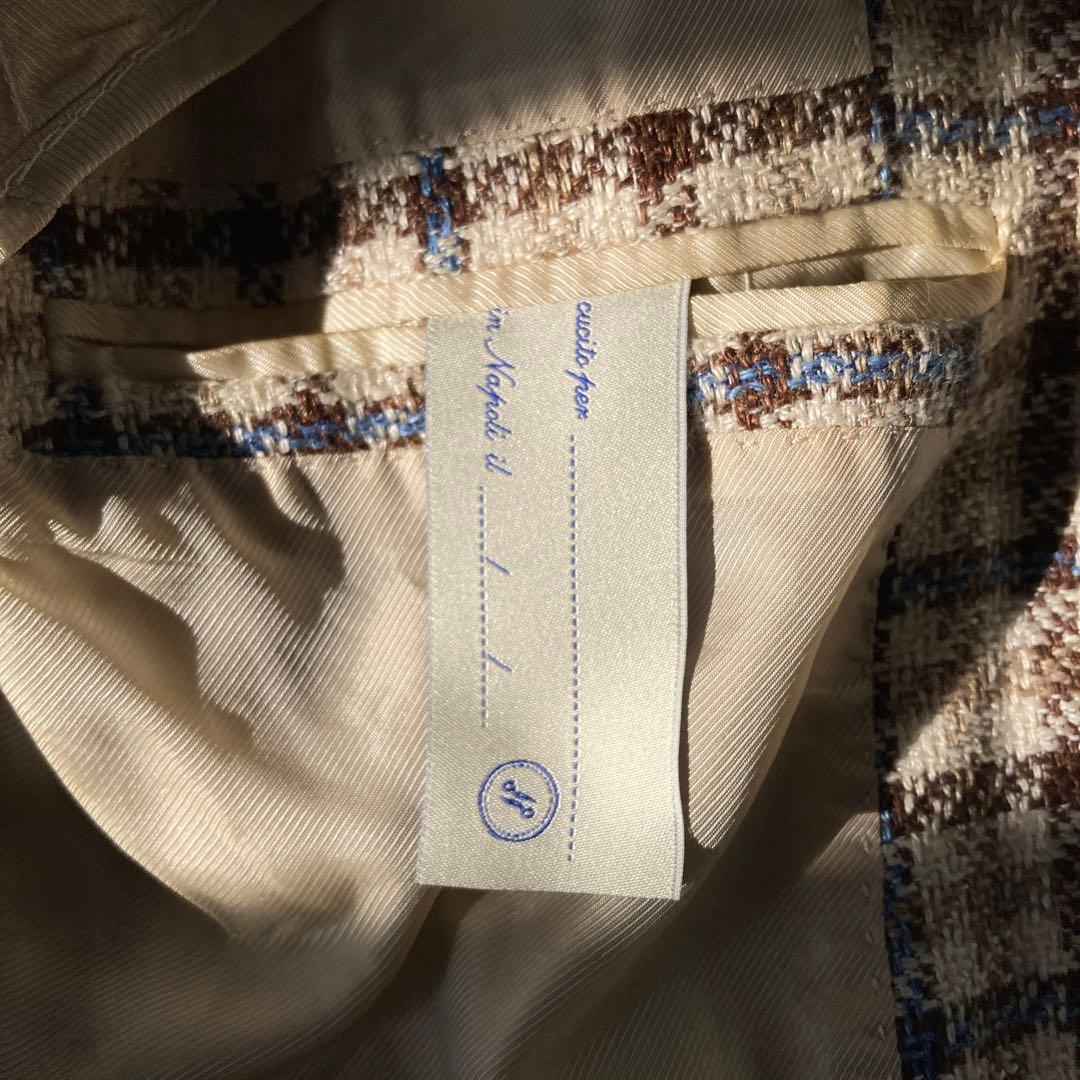 cucito per
in Napoli il / /
N